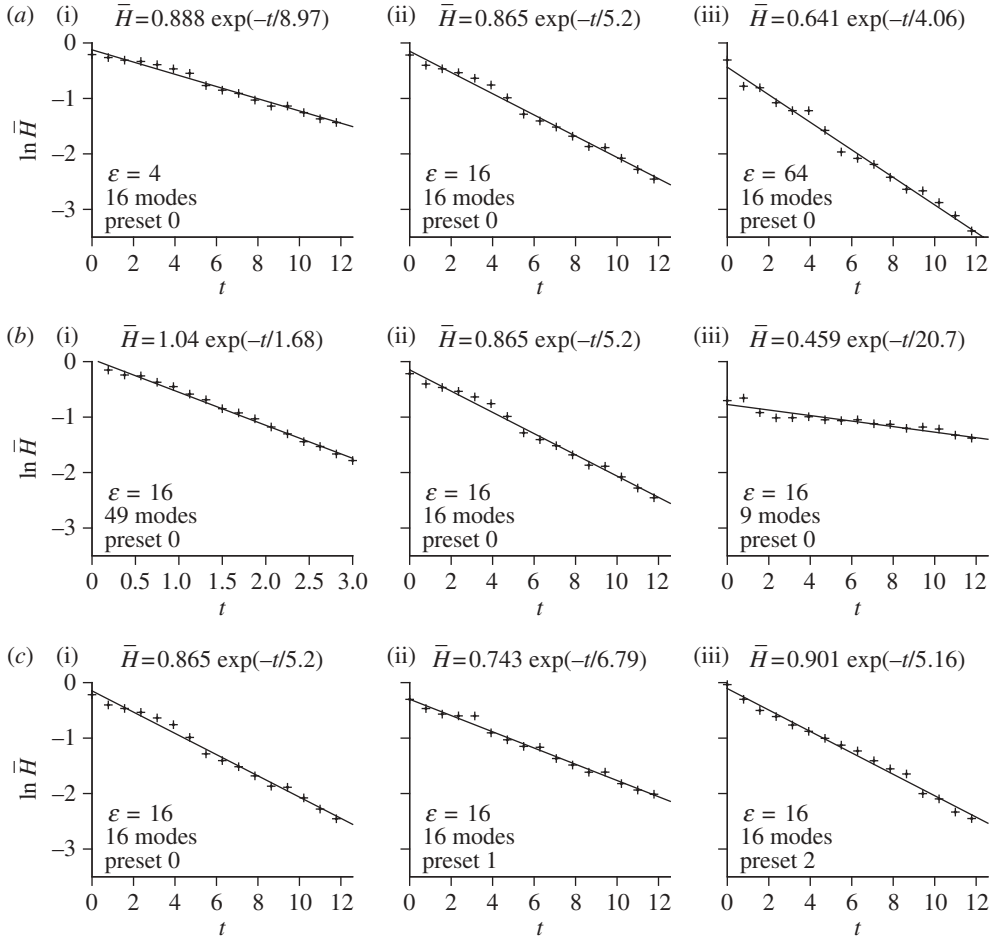 (a) (i) H̅=0.888 exp(–t/8.97) (ii) H̅=0.865 exp(–t/5.2) (iii) H̅=0.641 exp(–t/4.06)
0 0 0
–1 –1 –1
–2 –2 –2
–3 –3 –3
ln H̅
ε = 4 ε = 16 ε = 64
16 modes 16 modes 16 modes
preset 0 preset 0 preset 0
0 2 4 6 8 10 12 0 2 4 6 8 10 12 0 2 4 6 8 10 12
t t t
(b) (i) H̅=1.04 exp(–t/1.68) (ii) H̅=0.865 exp(–t/5.2) (iii) H̅=0.459 exp(–t/20.7)
0
–1
–2
–3
ln H̅
ε = 16 ε = 16 ε = 16
49 modes 16 modes 9 modes
preset 0 preset 0 preset 0
0 0.5 1.0 1.5 2.0 2.5 3.0 0 2 4 6 8 10 12 0 2 4 6 8 10 12
t t t
(c) (i) H̅=0.865 exp(–t/5.2) (ii) H̅=0.743 exp(–t/6.79) (iii) H̅=0.901 exp(–t/5.16)
0
–1
–2
–3
ln H̅
ε = 16 ε = 16 ε = 16
16 modes 16 modes 16 modes
preset 0 preset 1 preset 2
0 2 4 6 8 10 12 0 2 4 6 8 10 12 0 2 4 6 8 10 12
t t t